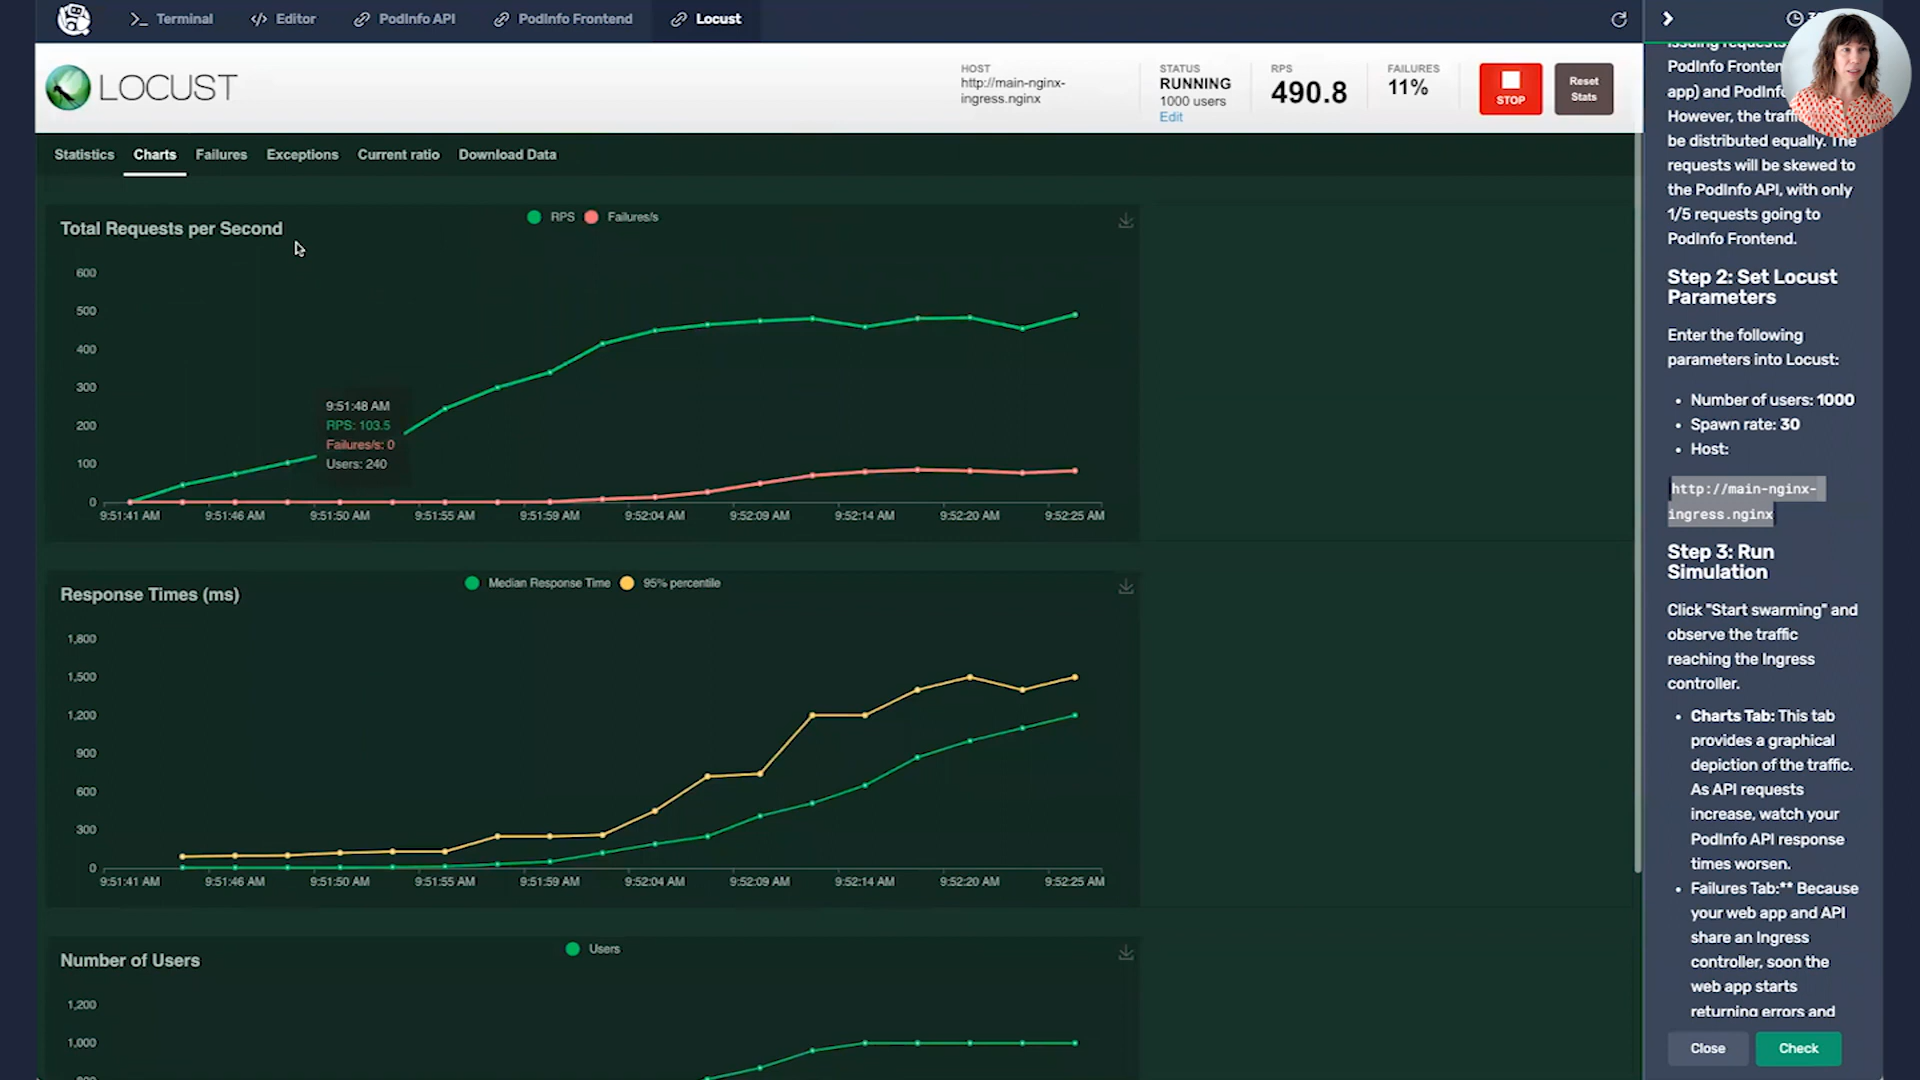 Terminal
Editor
PodInfo API
PodInfo Frontend
Locust
LOCUST
HOST
http://main-nginx-
ingress.nginx
STATUS
RUNNING
1000 users
Edit
RPS
490.8
FAILURES
11%
STOP
Reset
Stats
Statistics
Charts
Failures
Exceptions
Current ratio
Download Data
Total Requests per Second
RPS
Failures/s
600
500
400
300
200
100
0
9:51:48 AM
RPS: 103.5
Failures/s: 0
Users: 240
9:51:41 AM
9:51:46 AM
9:51:50 AM
9:51:55 AM
9:51:59 AM
9:52:04 AM
9:52:09 AM
9:52:14 AM
9:52:20 AM
9:52:25 AM
Response Times (ms)
Median Response Time
95% percentile
1,800
1,500
1,200
900
600
300
0
9:51:41 AM
9:51:46 AM
9:51:50 AM
9:51:55 AM
9:51:59 AM
9:52:04 AM
9:52:09 AM
9:52:14 AM
9:52:20 AM
9:52:25 AM
Number of Users
Users
1,200
1,000
issuing requests
PodInfo
app) and PodInfo
However, the
be distributed equally. The
requests will be skewed to
the PodInfo API, with only
1/5 requests going to
PodInfo Frontend.
Step 2: Set Locust
Parameters
Enter the following
parameters into Locust:
• Number of users: 1000
• Spawn rate: 30
• Host:
http://main-nginx-
ingress.nginx
Step 3: Run
Simulation
Click "Start swarming" and
observe the traffic
reaching the Ingress
controller.
• Charts Tab: This tab
provides a graphical
depiction of the traffic.
As API requests
increase, watch your
PodInfo API response
times worsen.
• Failures Tab:** Because
your web app and API
share an Ingress
controller, soon the
web app starts
returning errors and
Close
Check